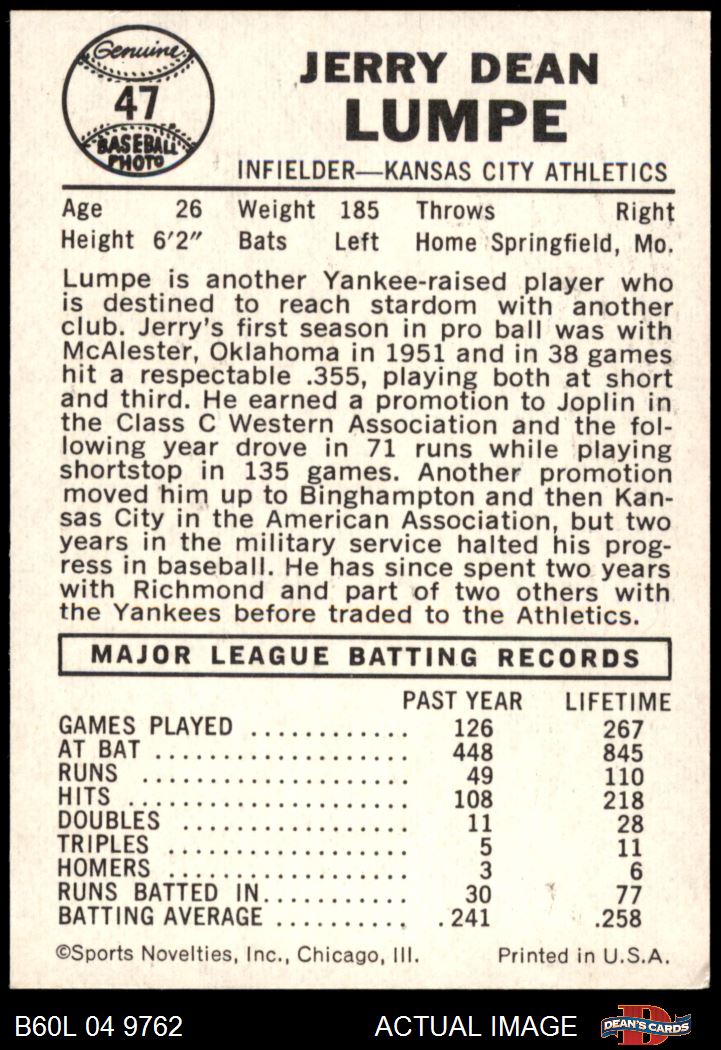 Genuine
47
BASEBALL
PHOTO
JERRY DEAN
LUMPE
INFIELDER—KANSAS CITY ATHLETICS
Age 26 Weight 185 Throws Right
Height 6'2" Bats Left Home Springfield, Mo.
Lumpe is another Yankee-raised player who
is destined to reach stardom with another
club. Jerry's first season in pro ball was with
McAlester, Oklahoma in 1951 and in 38 games
hit a respectable .355, playing both at short
and third. He earned a promotion to Joplin in
the Class C Western Association and the fol-
lowing year drove in 71 runs while playing
shortstop in 135 games. Another promotion
moved him up to Binghampton and then Kan-
sas City in the American Association, but two
years in the military service halted his prog-
ress in baseball. He has since spent two years
with Richmond and part of two others with
the Yankees before traded to the Athletics.
MAJOR LEAGUE BATTING RECORDS
PAST YEAR LIFETIME
GAMES PLAYED ............ 126 267
AT BAT .................... 448 845
RUNS ..................... 49 110
HITS ...................... 108 218
DOUBLES ................. 11 28
TRIPLES .................. 5 11
HOMERS .................. 3 6
RUNS BATTED IN........... 30 77
BATTING AVERAGE .......... .241 .258
©Sports Novelties, Inc., Chicago, Ill. Printed in U.S.A.
B60L 04 9762 ACTUAL IMAGE D DEAN'S CARDS